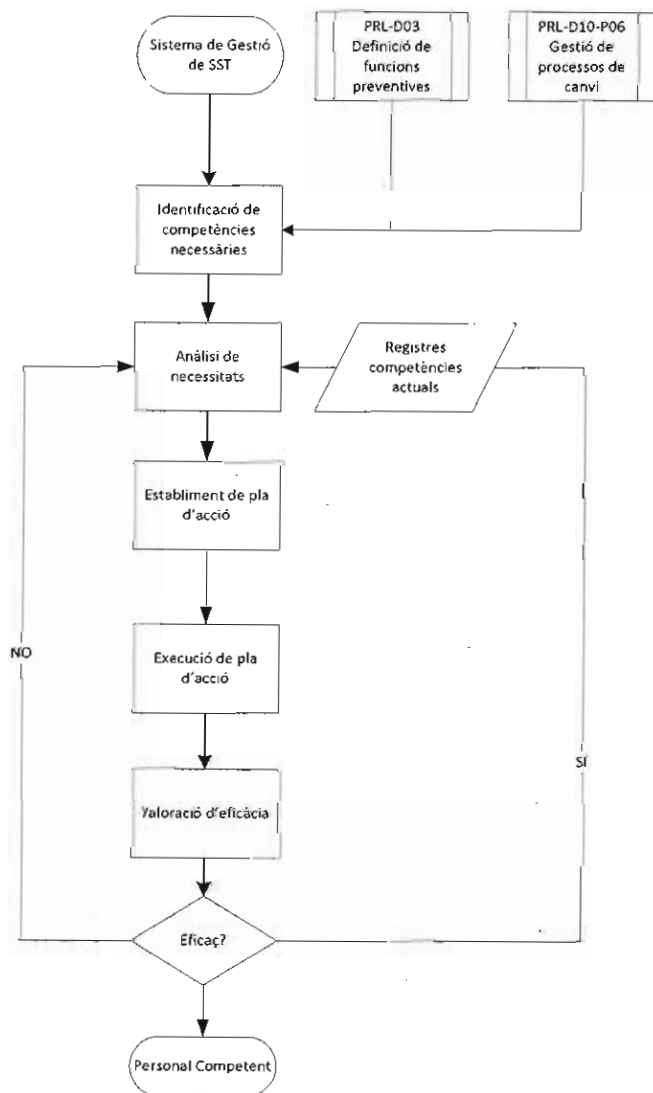 Sistema de Gestió
de SST
PRL-D03
Definició de
funcions
preventives
PRL-D10-P06
Gestió de
processos de
canvi
Identificació de
competències
necessàries
Anàlisi de
necessitats
Registres
competències
actuals
Establiment de pla
d'acció
NO
Execució de pla
d'acció
SI
Valoració d'eficàcia
Eficaç?
Personal Competent